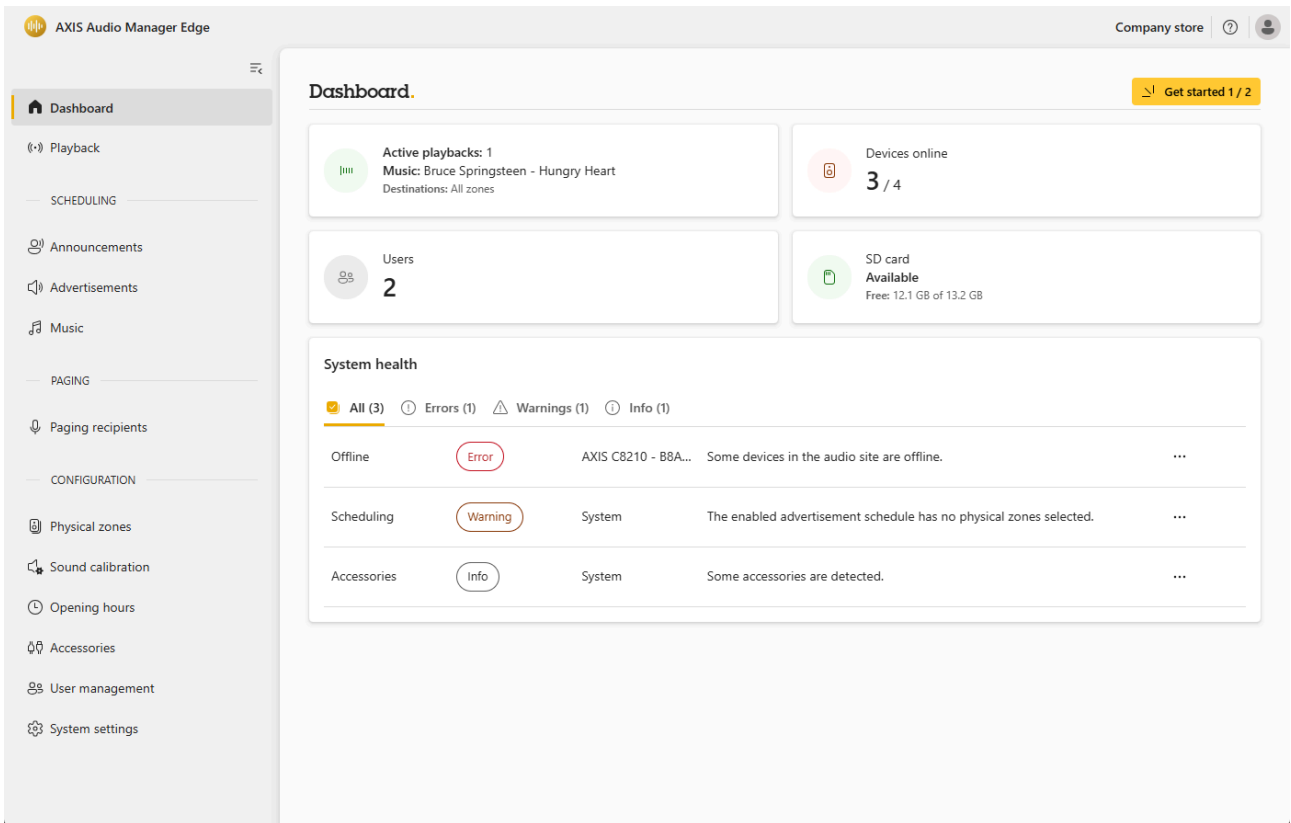 AXIS Audio Manager Edge
Company store
Dashboard
Playback
SCHEDULING
Announcements
Advertisements
Music
PAGING
Paging recipients
CONFIGURATION
Physical zones
Sound calibration
Opening hours
Accessories
User management
System settings
Dashboard.
Get started 1 / 2
Active playbacks: 1
Music: Bruce Springsteen - Hungry Heart
Destinations: All zones
Devices online
3 / 4
Users
2
SD card
Available
Free: 12.1 GB of 13.2 GB
System health
All (3) Errors (1) Warnings (1) Info (1)
Offline Error AXIS C8210 - B8A... Some devices in the audio site are offline.
Scheduling Warning System The enabled advertisement schedule has no physical zones selected.
Accessories Info System Some accessories are detected.